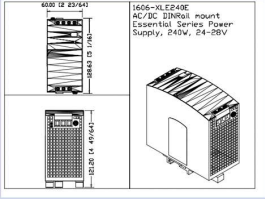 60.00 [2 23/64]
128.63 [5 1/16]
121.20 [4 49/64]
1606-XLE240E
AC/DC DINRail mount
Essential Series Power
Supply, 240W, 24-28V